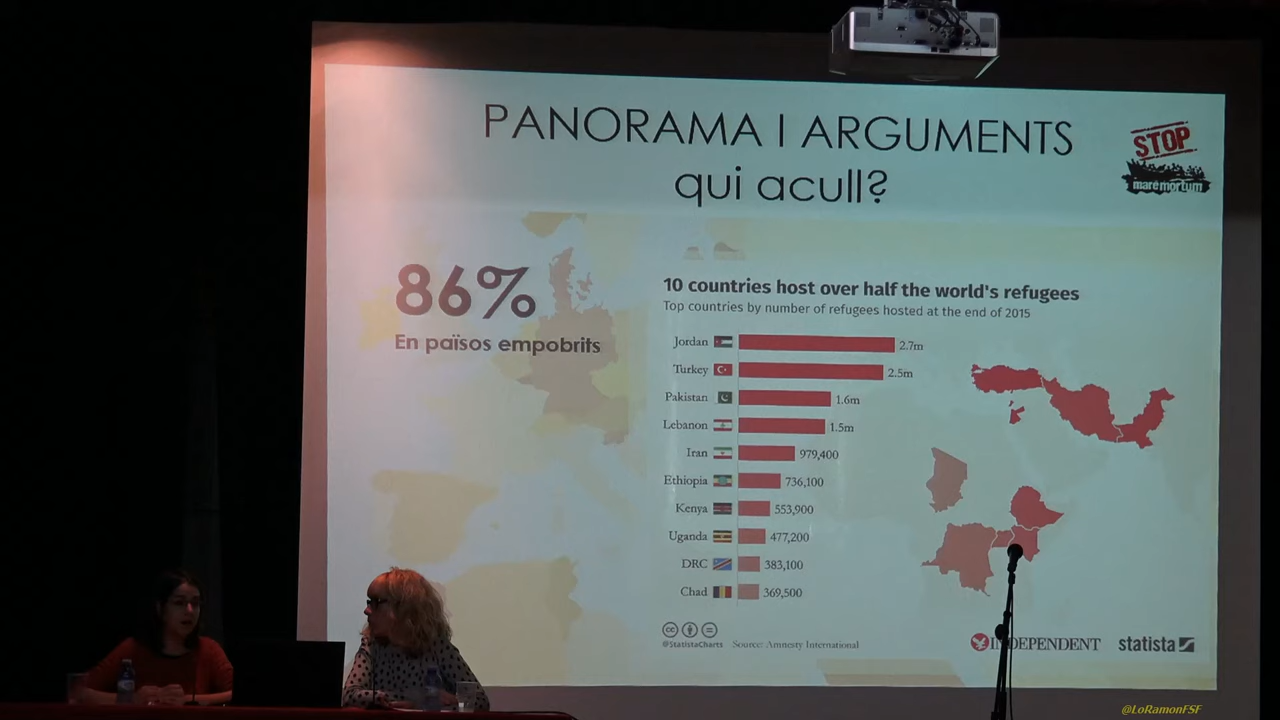 PANORAMA I ARGUMENTS
qui acull?
STOP
mare mortum
86%
En països empobrits
10 countries host over half the world's refugees
Top countries by number of refugees hosted at the end of 2015
Jordan 2.7m
Turkey 2.5m
Pakistan 1.6m
Lebanon 1.5m
Iran 979,400
Ethiopia 736,100
Kenya 553,900
Uganda 477,200
DRC 383,100
Chad 369,500
@StatistaCharts Source: Amnesty International
INDEPENDENT statista
@LoRamonFSF